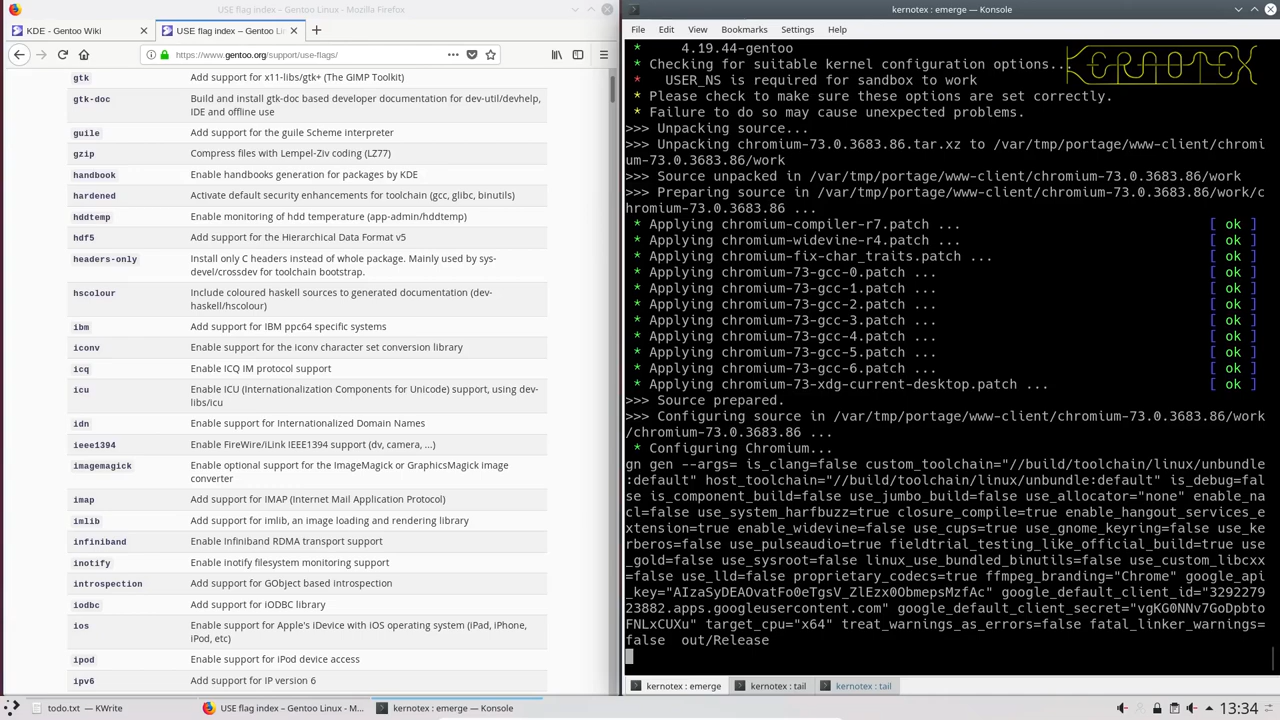 USE flag index – Gentoo Linux - Mozilla Firefox
KDE - Gentoo Wiki
USE flag index – Gentoo Li
https://www.gentoo.org/support/use-flags/
gtk Add support for x11-libs/gtk+ (The GIMP Toolkit)
gtk-doc Build and install gtk-doc based developer documentation for dev-util/devhelp,
IDE and offline use
guile Add support for the guile Scheme interpreter
gzip Compress files with Lempel-Ziv coding (LZ77)
handbook Enable handbooks generation for packages by KDE
hardened Activate default security enhancements for toolchain (gcc, glibc, binutils)
hddtemp Enable monitoring of hdd temperature (app-admin/hddtemp)
hdf5 Add support for the Hierarchical Data Format v5
headers-only Install only C headers instead of whole package. Mainly used by sys-
devel/crossdev for toolchain bootstrap.
hscolour Include coloured haskell sources to generated documentation (dev-
haskell/hscolour)
ibm Add support for IBM ppc64 specific systems
iconv Enable support for the iconv character set conversion library
icq Enable ICQ IM protocol support
icu Enable ICU (Internationalization Components for Unicode) support, using dev-
libs/icu
idn Enable support for Internationalized Domain Names
ieee1394 Enable FireWire/iLink IEEE1394 support (dv, camera, ...)
imagemagick Enable optional support for the ImageMagick or GraphicsMagick image
converter
imap Add support for IMAP (Internet Mail Application Protocol)
imlib Add support for imlib, an image loading and rendering library
infiniband Enable Infiniband RDMA transport support
inotify Enable inotify filesystem monitoring support
introspection Add support for GObject based introspection
iodbc Add support for iODBC library
ios Enable support for Apple's iDevice with iOS operating system (iPad, iPhone,
iPod, etc)
ipod Enable support for iPod device access
ipv6 Add support for IP version 6
kernotex : emerge — Konsole
File Edit View Bookmarks Settings Help
KERNOTEX
* 4.19.44-gentoo
* Checking for suitable kernel configuration options..
* USER_NS is required for sandbox to work
* Please check to make sure these options are set correctly.
* Failure to do so may cause unexpected problems.
>>> Unpacking source...
>>> Unpacking chromium-73.0.3683.86.tar.xz to /var/tmp/portage/www-client/chromi
um-73.0.3683.86/work
>>> Source unpacked in /var/tmp/portage/www-client/chromium-73.0.3683.86/work
>>> Preparing source in /var/tmp/portage/www-client/chromium-73.0.3683.86/work/c
hromium-73.0.3683.86 ...
* Applying chromium-compiler-r7.patch ... [ ok ]
* Applying chromium-widevine-r4.patch ... [ ok ]
* Applying chromium-fix-char_traits.patch ... [ ok ]
* Applying chromium-73-gcc-0.patch ... [ ok ]
* Applying chromium-73-gcc-1.patch ... [ ok ]
* Applying chromium-73-gcc-2.patch ... [ ok ]
* Applying chromium-73-gcc-3.patch ... [ ok ]
* Applying chromium-73-gcc-4.patch ... [ ok ]
* Applying chromium-73-gcc-5.patch ... [ ok ]
* Applying chromium-73-gcc-6.patch ... [ ok ]
* Applying chromium-73-xdg-current-desktop.patch ... [ ok ]
>>> Source prepared.
>>> Configuring source in /var/tmp/portage/www-client/chromium-73.0.3683.86/work
/chromium-73.0.3683.86 ...
* Configuring Chromium...
gn gen --args= is_clang=false custom_toolchain="//build/toolchain/linux/unbundle
:default" host_toolchain="//build/toolchain/linux/unbundle:default" is_debug=fal
se is_component_build=false use_jumbo_build=false use_allocator="none" enable_na
cl=false use_system_harfbuzz=true closure_compile=true enable_hangout_services_e
xtension=true enable_widevine=false use_cups=true use_gnome_keyring=false use_ke
rberos=false use_pulseaudio=true fieldtrial_testing_like_official_build=true use
_gold=false use_sysroot=false linux_use_bundled_binutils=false use_custom_libcxx
=false use_lld=false proprietary_codecs=true ffmpeg_branding="Chrome" google_api
_key="AIzaSyDEAOvatFo0eTgsV_ZlEzx0ObmepsMzfAc" google_default_client_id="3292279
23882.apps.googleusercontent.com" google_default_client_secret="vgKG0NNv7GoDpbto
FNLxCUXu" target_cpu="x64" treat_warnings_as_errors=false fatal_linker_warnings=
false out/Release
kernotex : emerge kernotex : tail kernotex : tail
todo.txt — KWrite USE flag index – Gentoo Linux - M... kernotex : emerge — Konsole 13:34